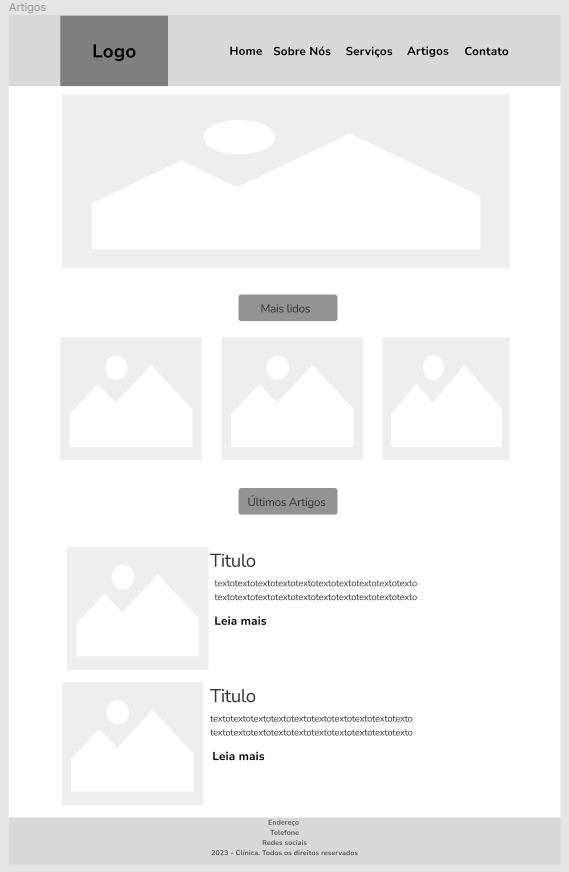 Artigos
Logo
Home Sobre Nós Serviços Artigos Contato
Mais lidos
Últimos Artigos
Titulo
textotextotextotextotextotextotextotextotextotexto
textotextotextotextotextotextotextotextotextotexto
Leia mais
Titulo
textotextotextotextotextotextotextotextotextotexto
textotextotextotextotextotextotextotextotextotexto
Leia mais
Endereço
Telefone
Redes sociais
2023 - Clínica. Todos os direitos reservados